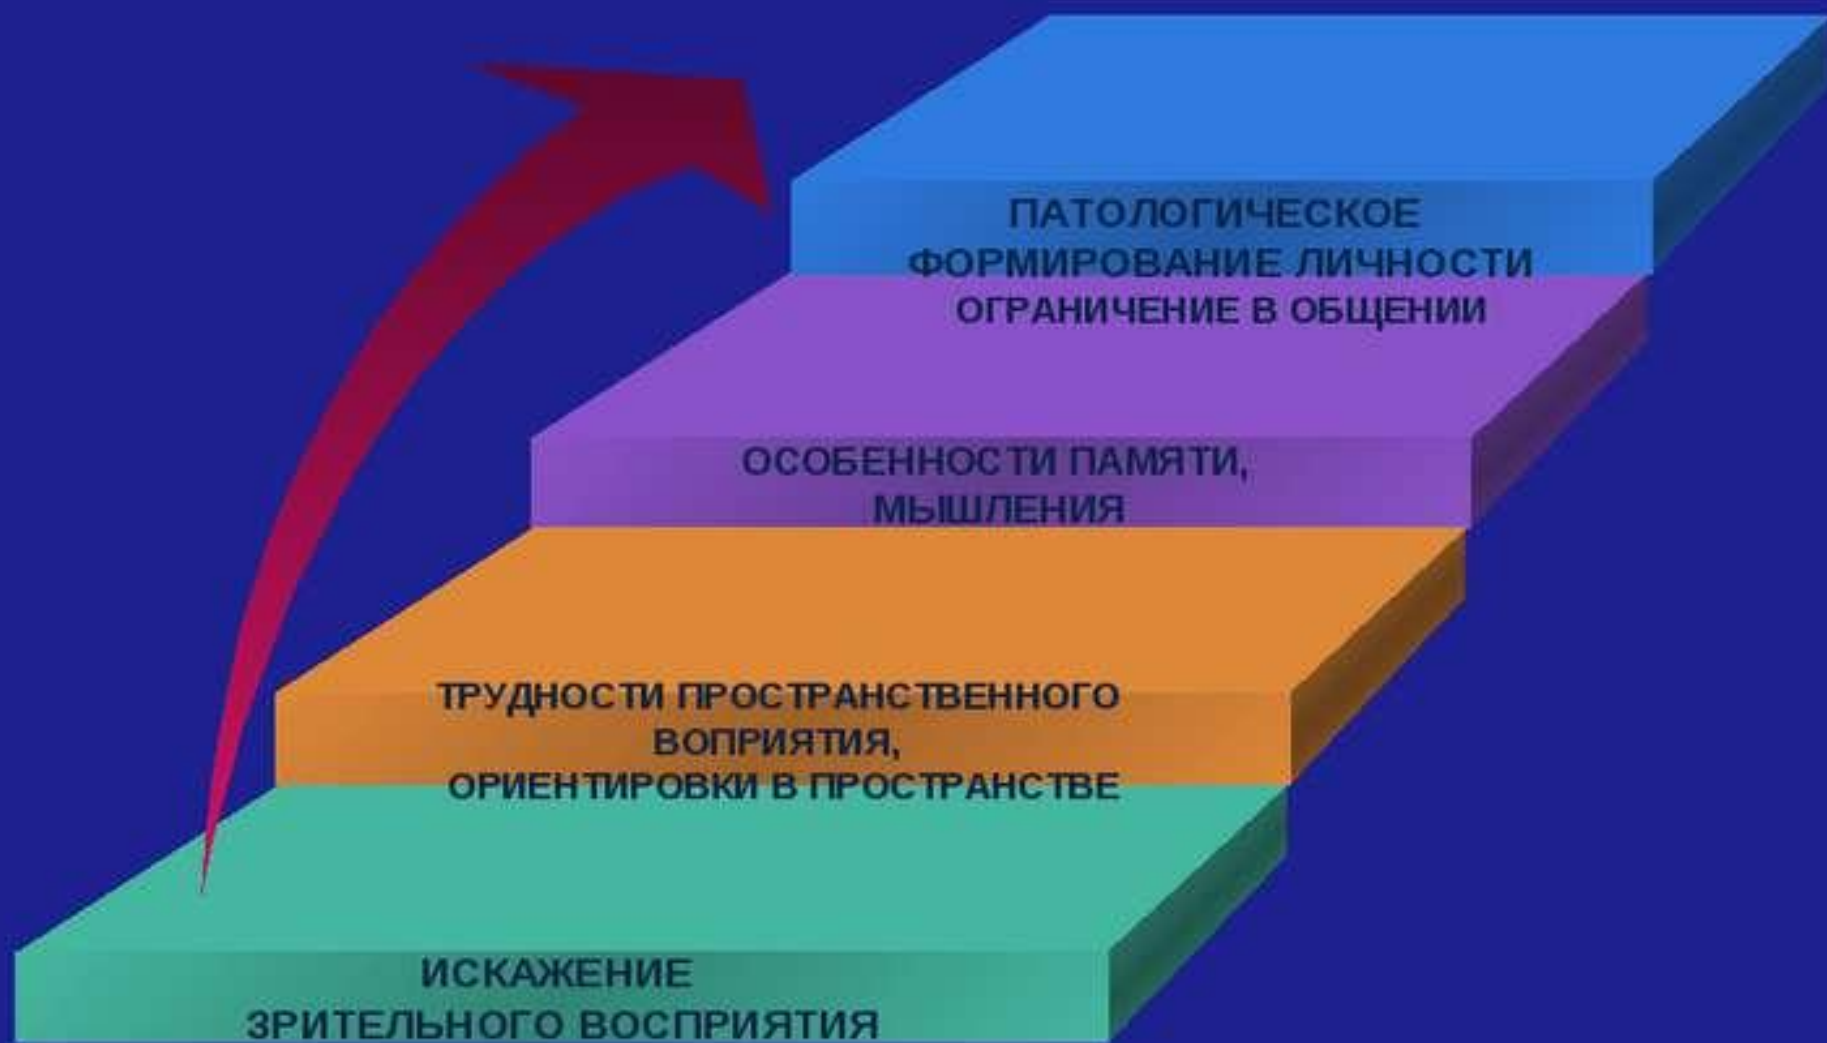 ПАТОЛОГИЧЕСКОЕ
ФОРМИРОВАНИЕ ЛИЧНОСТИ
ОГРАНИЧЕНИЕ В ОБЩЕНИИ
ОСОБЕННОСТИ ПАМЯТИ,
МЫШЛЕНИЯ
ТРУДНОСТИ ПРОСТРАНСТВЕННОГО
ВОПРИЯТИЯ,
ОРИЕНТИРОВКИ В ПРОСТРАНСТВЕ
ИСКАЖЕНИЕ
ЗРИТЕЛЬНОГО ВОСПРИЯТИЯ